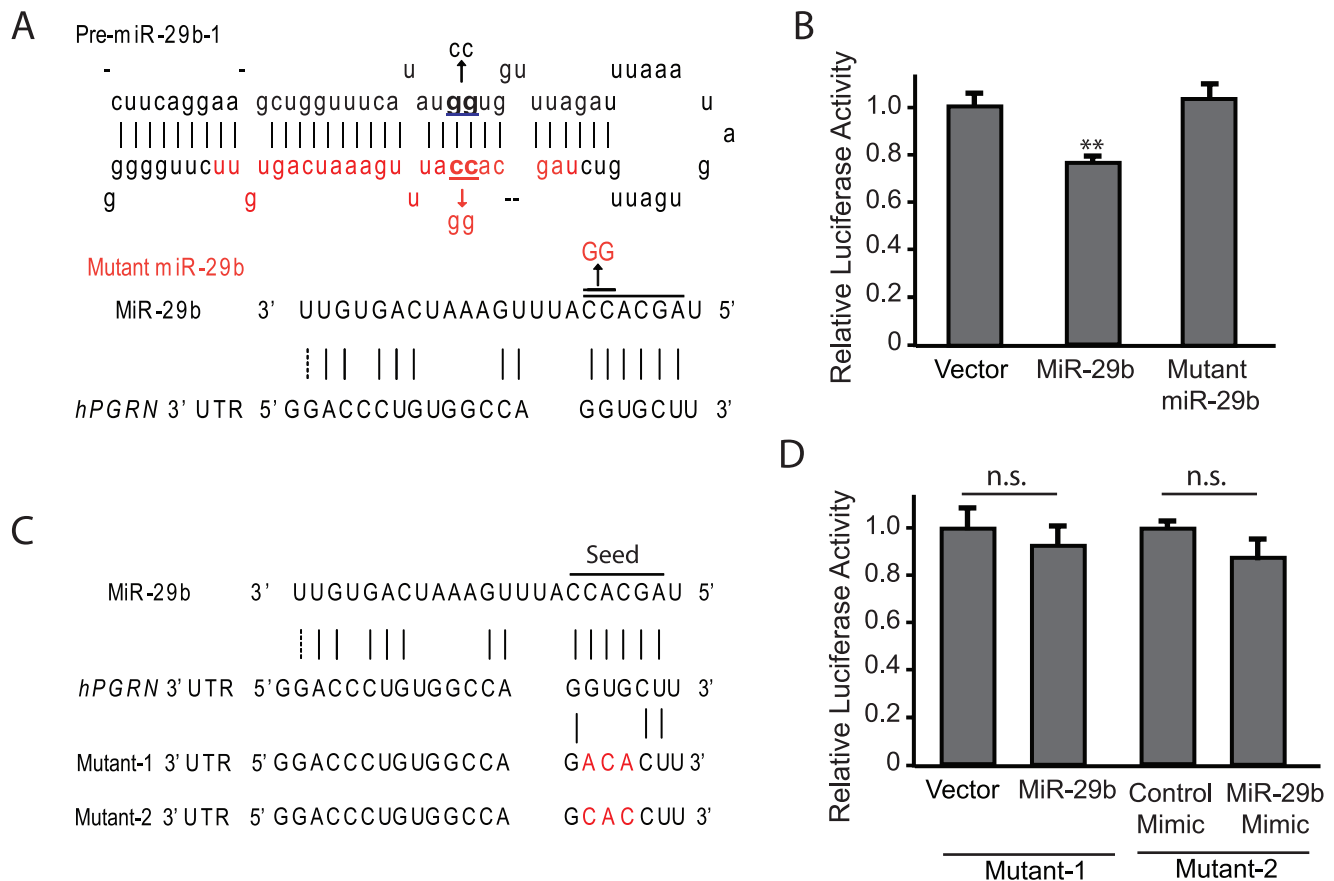 A
Pre-miR-29b-1
cc
- - u gu uuaaa
cuucaggaa gcugguuuca auggug uuagau u
a
gggguucuu ugacuaaagu uaccac gaucug g
g g u -- uuagu
gg
Mutant miR-29b
GG
MiR-29b 3' UUGUGACUAAAGUUUACCACGAU 5'
hPGRN 3' UTR 5' GGACCCUGUGGCCA GGUGCUU 3'
B
Relative Luciferase Activity
1.0
0.8
0.6
0.4
0.2
0
**
Vector MiR-29b Mutant
miR-29b
C
Seed
MiR-29b 3' UUGUGACUAAAGUUUACCACGAU 5'
hPGRN 3' UTR 5' GGACCCUGUGGCCA GGUGCUU 3'
Mutant-1 3' UTR 5' GGACCCUGUGGCCA GACACUU 3'
Mutant-2 3' UTR 5' GGACCCUGUGGCCA GCACCUU 3'
D
Relative Luciferase Activity
n.s. n.s.
1.0
0.8
0.6
0.4
0.2
0
Vector MiR-29b Control MiR-29b
Mimic Mimic
Mutant-1 Mutant-2